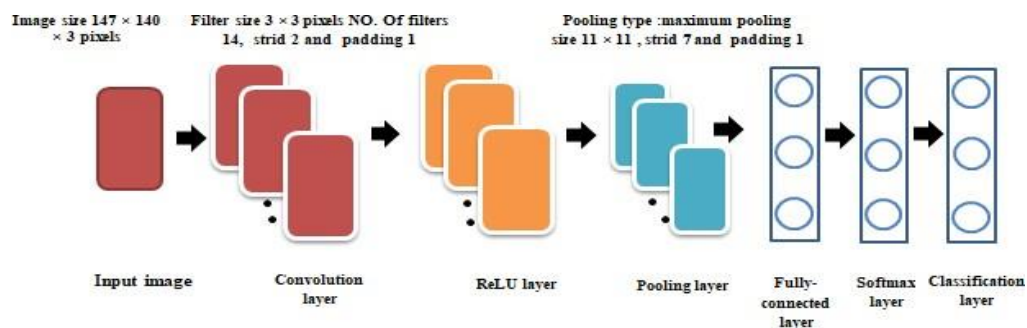 Image size 147 × 140
× 3 pixels
Filter size 3 × 3 pixels NO. Of filters
14, strid 2 and padding 1
Pooling type :maximum pooling
size 11 × 11 , strid 7 and padding 1
Input image
Convolution
layer
ReLU layer
Pooling layer
Fully-
connected
layer
Softmax
layer
Classification
layer